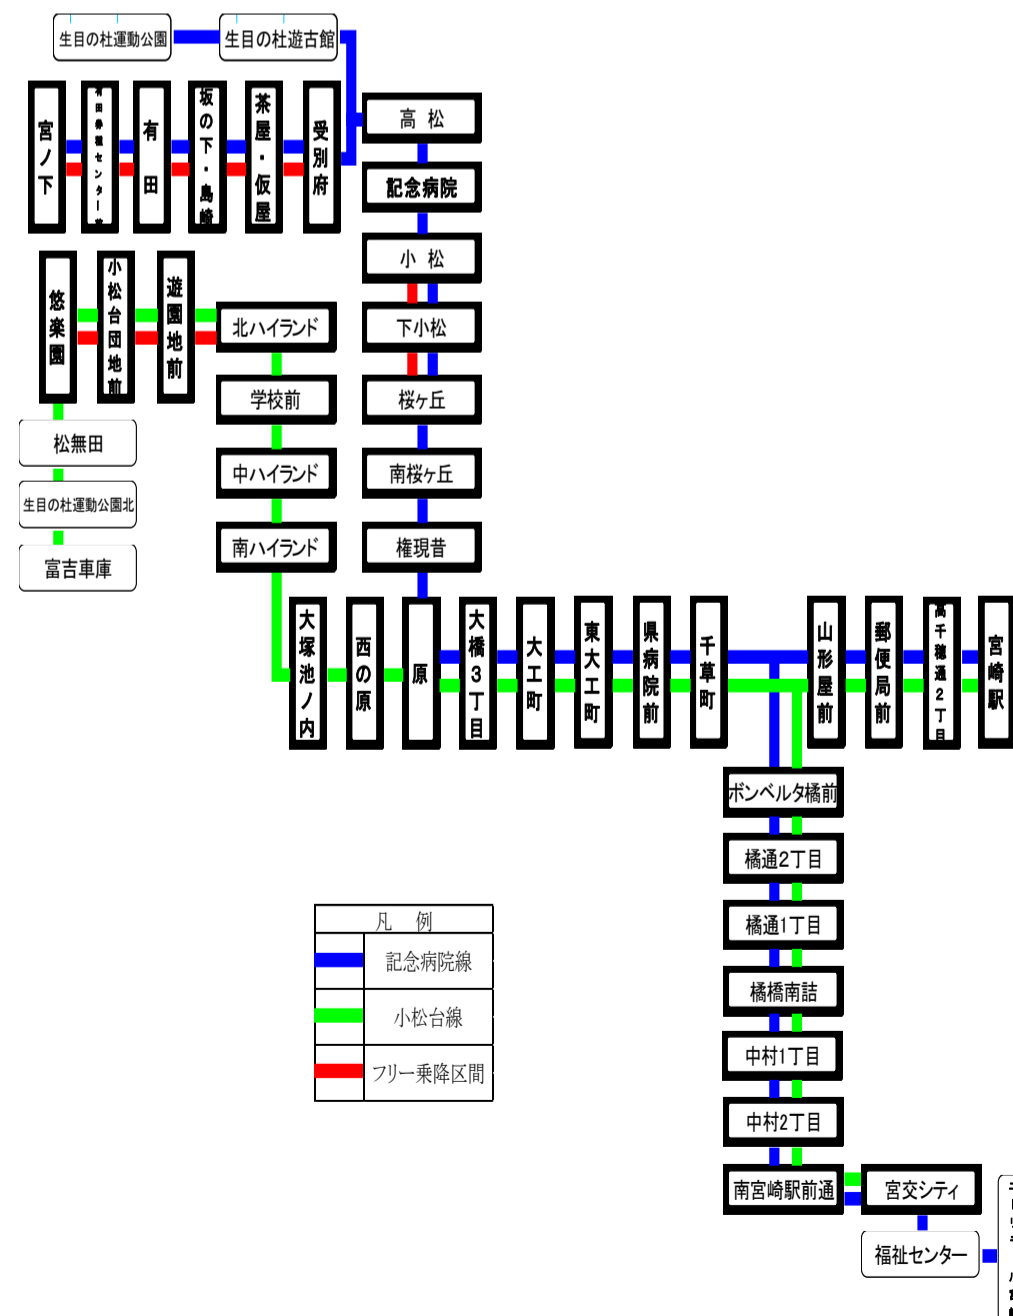 生目の杜運動公園
生目の杜遊古館
宮ノ下
有田
坂の下・島崎
茶屋・仮屋
受別府
高松
記念病院
小松
下小松
桜ヶ丘
南桜ヶ丘
権現昔
悠楽園
小松台団地前
遊園地前
北ハイランド
学校前
中ハイランド
南ハイランド
松無田
生目の杜運動公園北
富吉車庫
大塚池ノ内
西の原
原
大橋3丁目
大工町
東大工町
県病院前
千草町
山形屋前
郵便局前
高千穂通2丁目
宮崎駅
ボンベルタ橘前
橘通2丁目
橘通1丁目
橘橋南詰
中村1丁目
中村2丁目
南宮崎駅前通
宮交シティ
福祉センター
凡 例
記念病院線
小松台線
フリー乗降区間